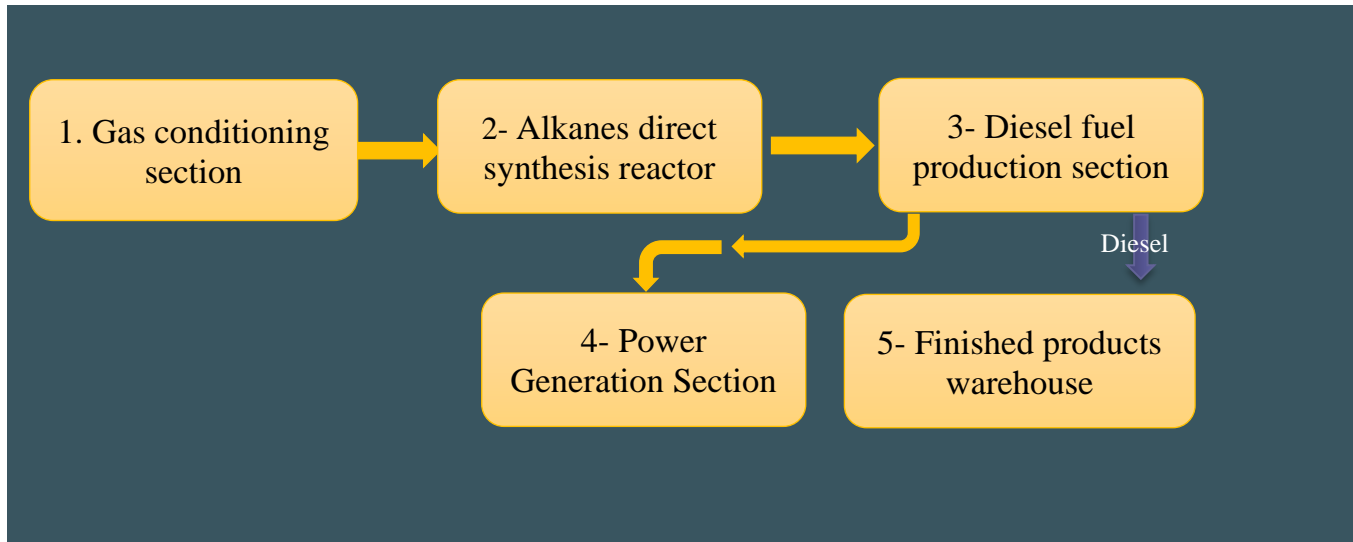 1. Gas conditioning
section
2- Alkanes direct
synthesis reactor
3- Diesel fuel
production section
Diesel
4- Power
Generation Section
5- Finished products
warehouse